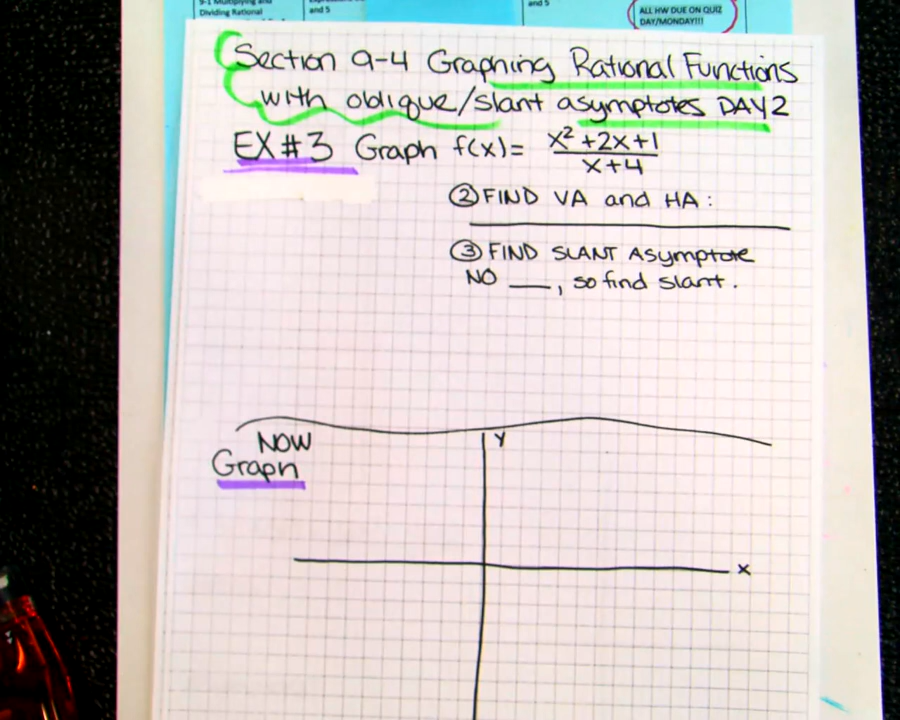 9-1 Multiplying and
Dividing Rational
and 5
and 5
ALL HW DUE ON QUIZ
DAY/MONDAY!!!
Section 9-4 Graphing Rational Functions
with oblique/slant asymptotes DAY 2
EX #3 Graph f(x) = x² + 2x + 1 / x + 4
② FIND VA and HA:
③ FIND SLANT Asymptote
NO ___, so find slant.
NOW
Graph
Y
X